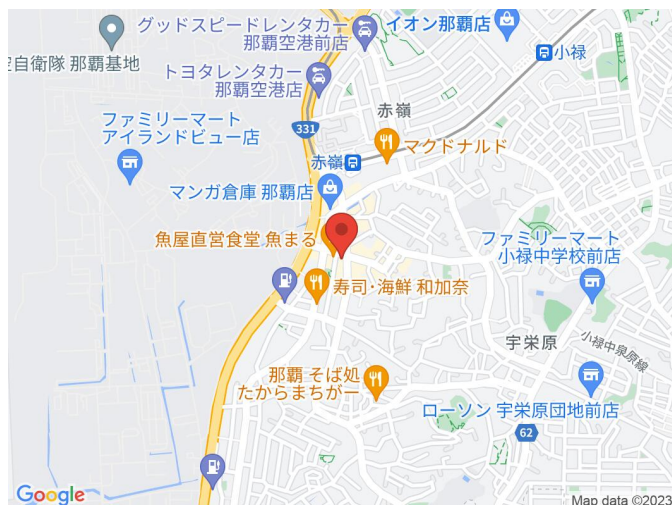 グッドスピードレンタカー
那覇空港前店
イオン那覇店
空自衛隊 那覇基地
小禄
トヨタレンタカー
那覇空港店
赤嶺
ファミリーマート
アイランドビュー店
331
マクドナルド
赤嶺
マンガ倉庫 那覇店
魚屋直営食堂 魚まる
ファミリーマート
小禄中学校前店
寿司･海鮮 和加奈
宇栄原
小禄中泉原線
那覇 そば処
たからまちがー
ローソン 宇栄原団地前店
62
Google
Map data ©2023